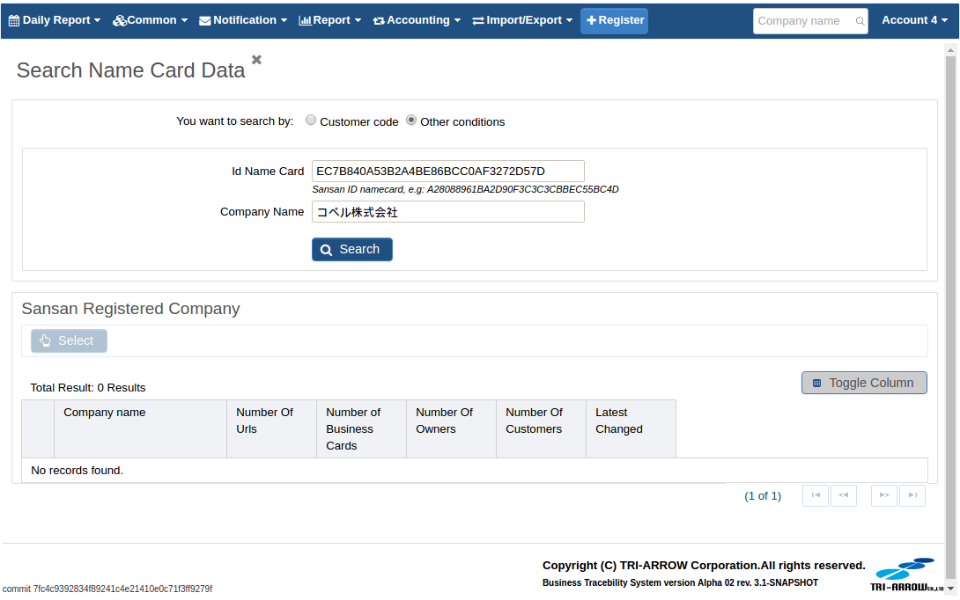 Daily Report Common Notification Report Accounting Import/Export Register Company name Account 4
Search Name Card Data
You want to search by: Customer code Other conditions
Id Name Card EC7B840A53B2A4BE86BCC0AF3272D57D
Sansan ID namecard, e.g: A28088961BA2D90F3C3C3CBBEC55BC4D
Company Name コベル株式会社
Search
Sansan Registered Company
Select
Total Result: 0 Results Toggle Column
Company name Number Of Number of Number Of Number Of Latest
Urls Business Owners Customers Changed
Cards
No records found.
(1 of 1)
Copyright (C) TRI-ARROW Corporation.All rights reserved.
Business Tracebility System version Alpha 02 rev. 3.1-SNAPSHOT
TRI-ARROW Co.,Ltd
commit 7fc4c9392834f89241c4e21410e0c71f3ff9279f